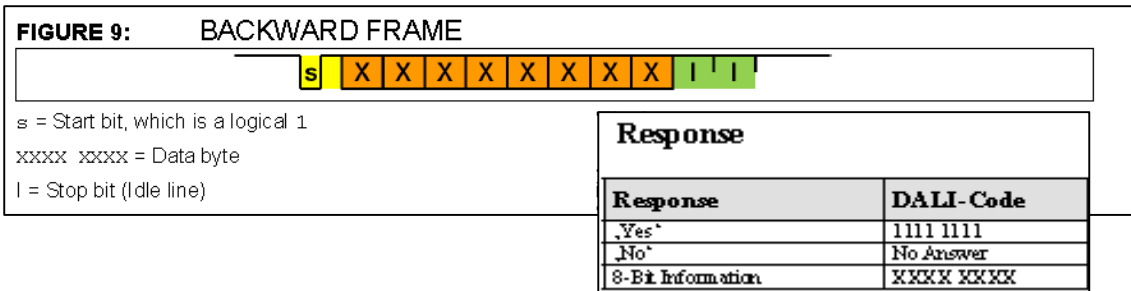 FIGURE 9: BACKWARD FRAME
s X X X X X X X X I I
s = Start bit, which is a logical 1
xxxx xxxx = Data byte
I = Stop bit (Idle line)
Response
Response DALI-Code
„Yes“ 1111 1111
„No“ No Answer
8-Bit Information XXXX XXXX